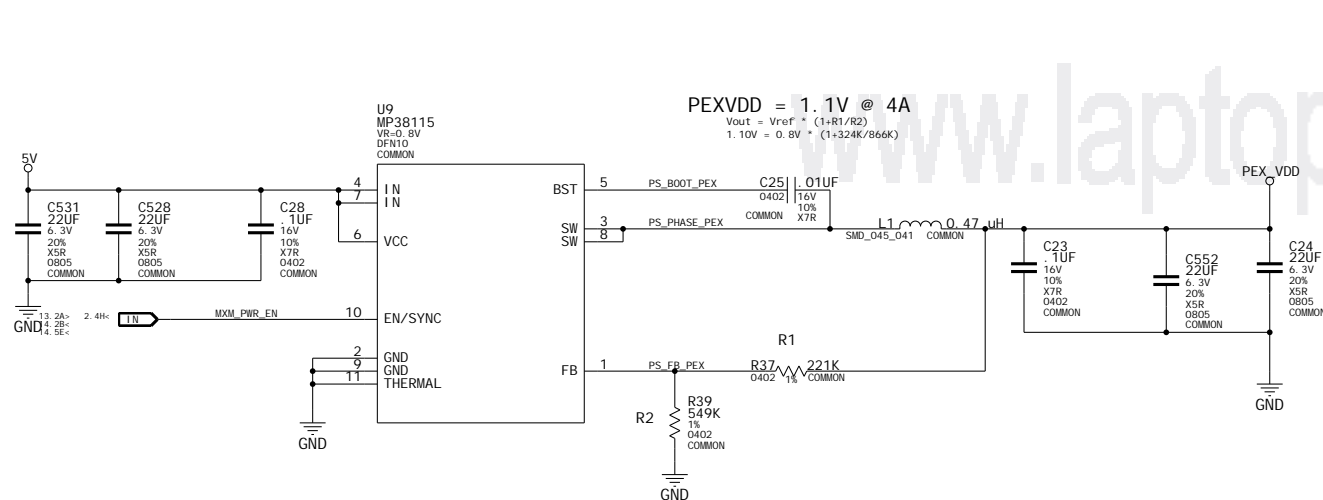 www.laptop
PEXVDD = 1.1V @ 4A
Vout = Vref * (1+R1/R2)
1.10V = 0.8V * (1+324K/866K)
U9
MP38115
VR=0.8V
DFN10
COMMON
5V
C531
22UF
6.3V
20%
X5R
0805
COMMON
C528
22UF
6.3V
20%
X5R
0805
COMMON
C28
.1UF
16V
10%
X7R
0402
COMMON
GND
4 IN
7 IN
6 VCC
13.2A>
14.2B<
14.5E<
2.4H<
IN
MXM_PWR_EN
10 EN/SYNC
2 GND
9 GND
11 THERMAL
GND
BST 5
PS_BOOT_PEX
C25
.01UF
0402
16V
10%
X7R
COMMON
SW 3
SW 8
PS_PHASE_PEX
L1
0.47 uH
SMD_045_041
COMMON
PEX_VDD
C23
.1UF
16V
10%
X7R
0402
COMMON
C552
22UF
6.3V
20%
X5R
0805
COMMON
C24
22UF
6.3V
20%
X5R
0805
COMMON
GND
FB 1
PS_FB_PEX
R1
R37
221K
0402
1%
COMMON
R2
R39
549K
1%
0402
COMMON
GND